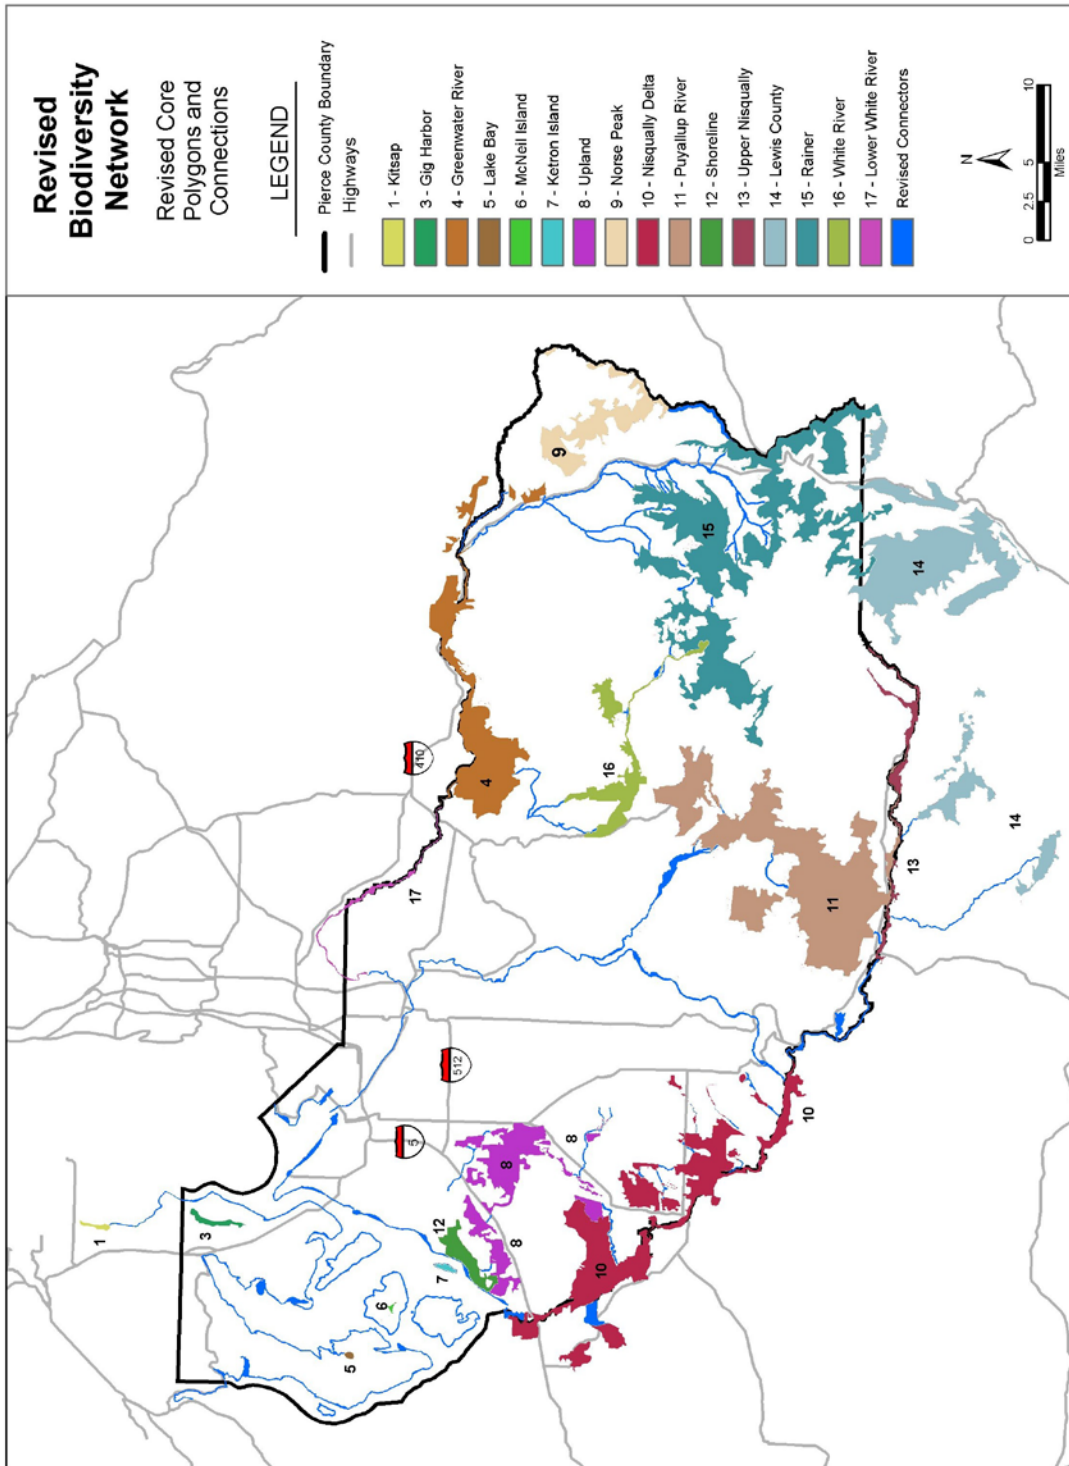 Revised
Biodiversity
Network
Revised Core
Polygons and
Connections
LEGEND
Pierce County Boundary
Highways
1 - Kitsap
3 - Gig Harbor
4 - Greenwater River
5 - Lake Bay
6 - McNeil Island
7 - Ketron Island
8 - Upland
9 - Norse Peak
10 - Nisqually Delta
11 - Puyallup River
12 - Shoreline
13 - Upper Nisqually
14 - Lewis County
15 - Rainer
16 - White River
17 - Lower White River
Revised Connectors
N
0 2.5 5 10
Miles
1
3
5
6
7
12
8
8
8
10
10
5
512
410
17
4
16
9
15
11
13
14
14